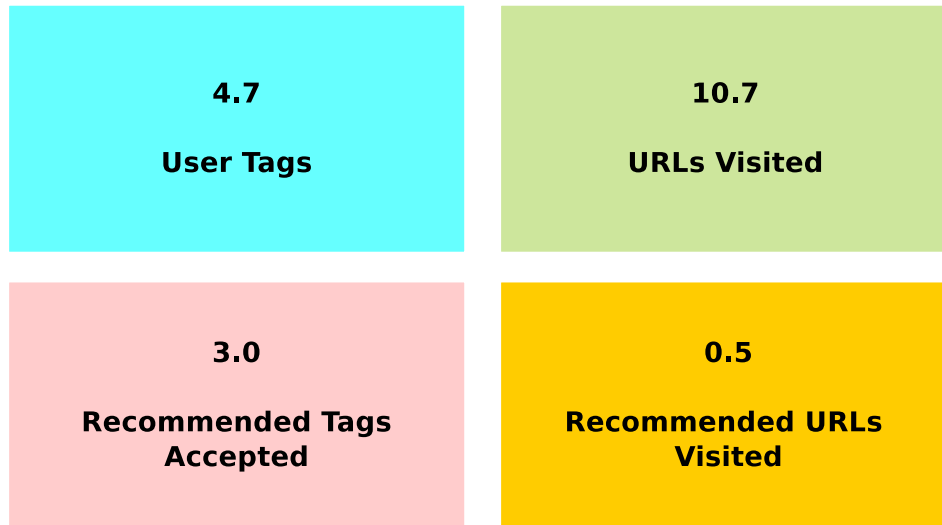 4.7
User Tags
10.7
URLs Visited
3.0
Recommended Tags
Accepted
0.5
Recommended URLs
Visited